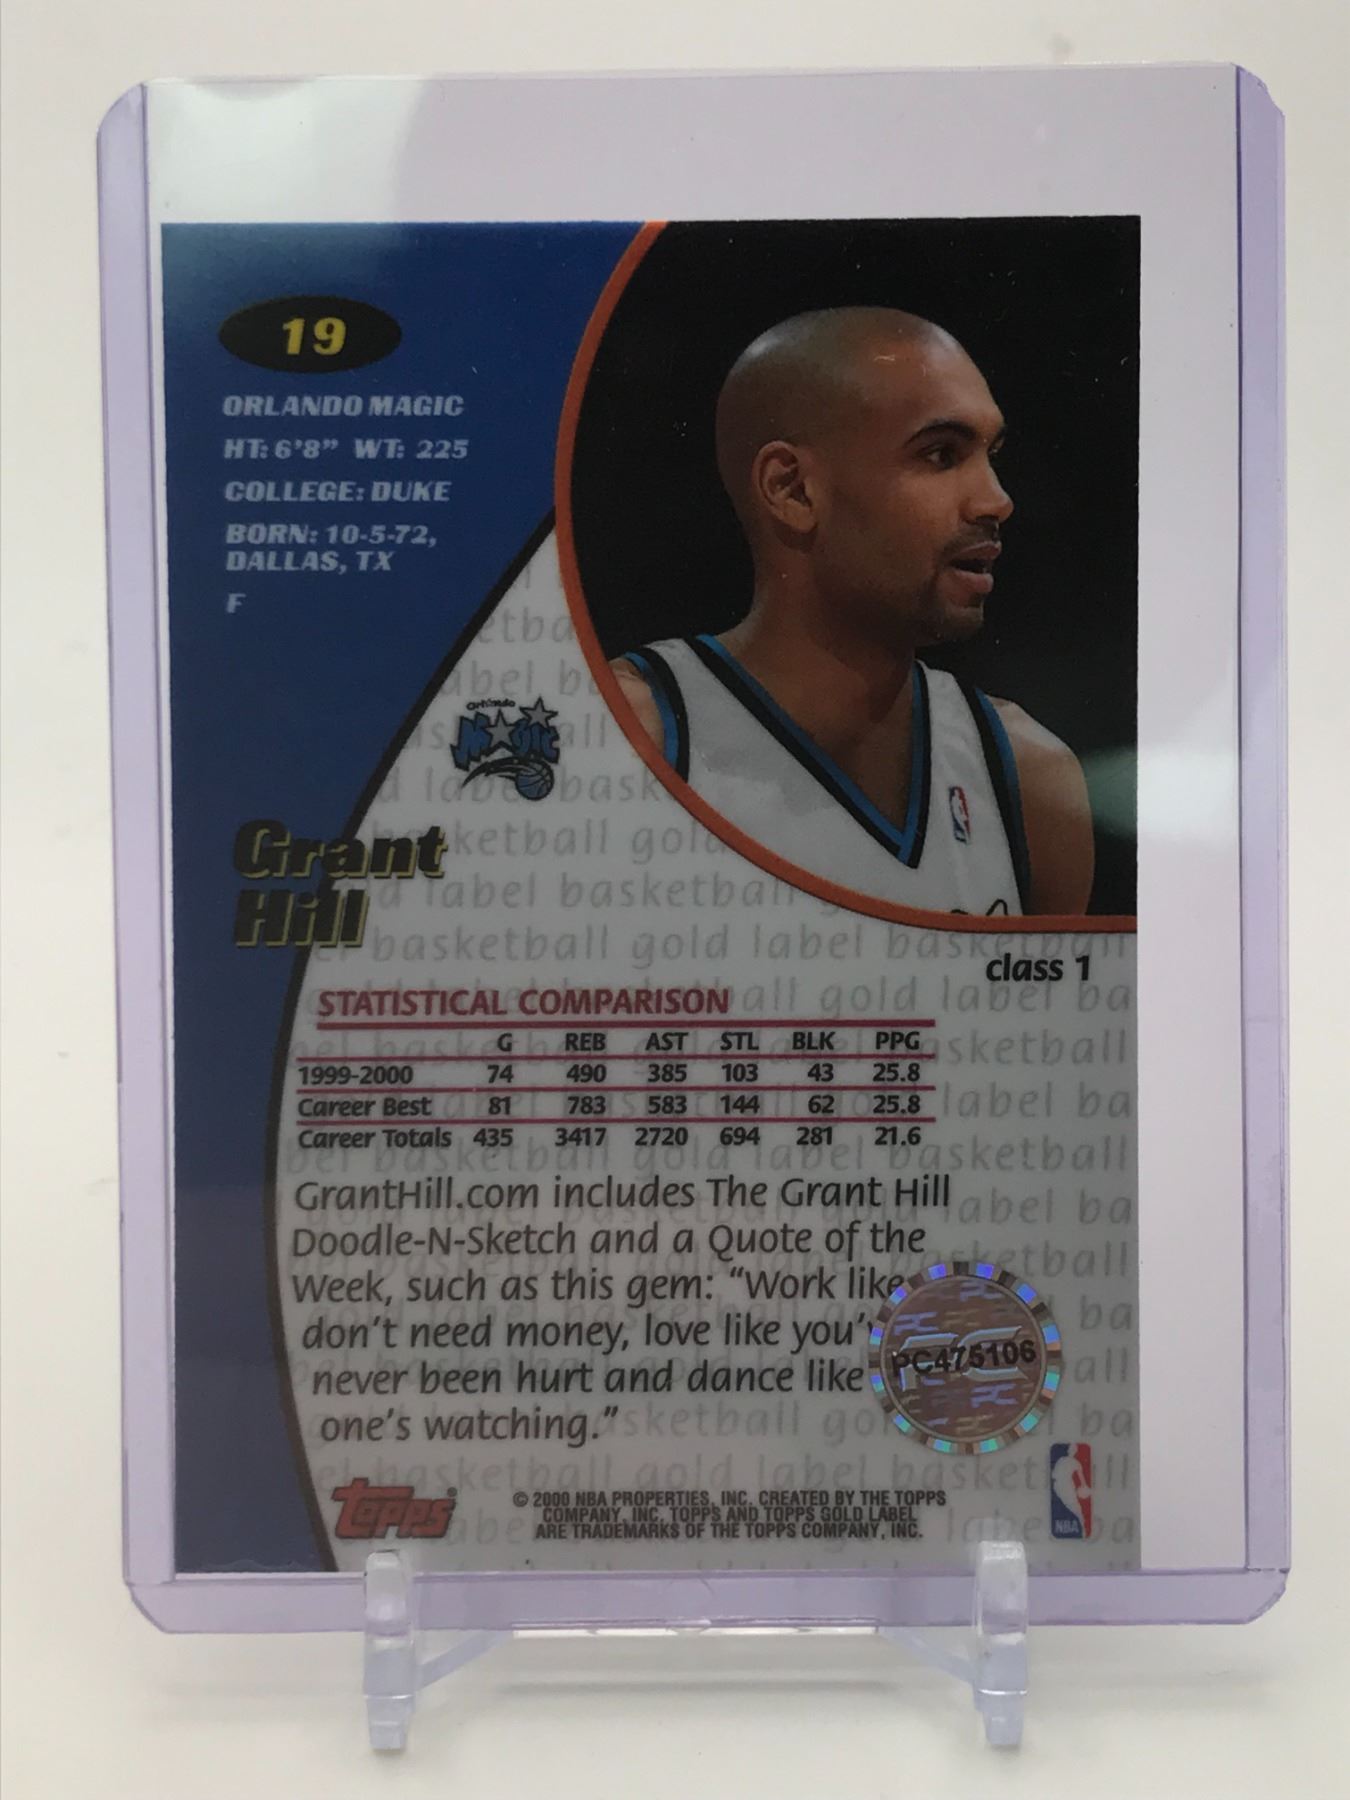 19
ORLANDO MAGIC
HT: 6'8" WT: 225
COLLEGE: DUKE
BORN: 10-5-72,
DALLAS, TX
F
Orlando
Magic
Grant
Hill
class 1
STATISTICAL COMPARISON
G REB AST STL BLK PPG
1999-2000 74 490 385 103 43 25.8
Career Best 81 783 583 144 62 25.8
Career Totals 435 3417 2720 694 281 21.6
GrantHill.com includes The Grant Hill
Doodle-N-Sketch and a Quote of the
Week, such as this gem: “Work like
don’t need money, love like you’
never been hurt and dance like
one’s watching.”
PC
PC475106
Topps®
© 2000 NBA PROPERTIES, INC. CREATED BY THE TOPPS
COMPANY, INC. TOPPS AND TOPPS GOLD LABEL
ARE TRADEMARKS OF THE TOPPS COMPANY, INC.
NBA